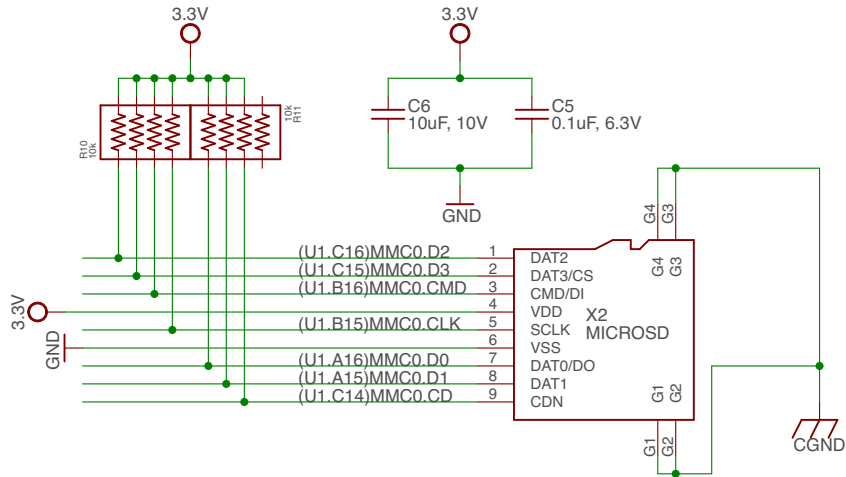 3.3V
3.3V
10k
R11
R10
10k
C6
10uF, 10V
C5
0.1uF, 6.3V
GND
G4
G3
(U1.C16)MMC0.D2
1
DAT2
G4
G3
(U1.C15)MMC0.D3
2
DAT3/CS
(U1.B16)MMC0.CMD
3
CMD/DI
3.3V
4
VDD
X2
(U1.B15)MMC0.CLK
5
SCLK
MICROSD
GND
6
VSS
(U1.A16)MMC0.D0
7
DAT0/DO
(U1.A15)MMC0.D1
8
DAT1
G1
G2
(U1.C14)MMC0.CD
9
CDN
G1
G2
CGND